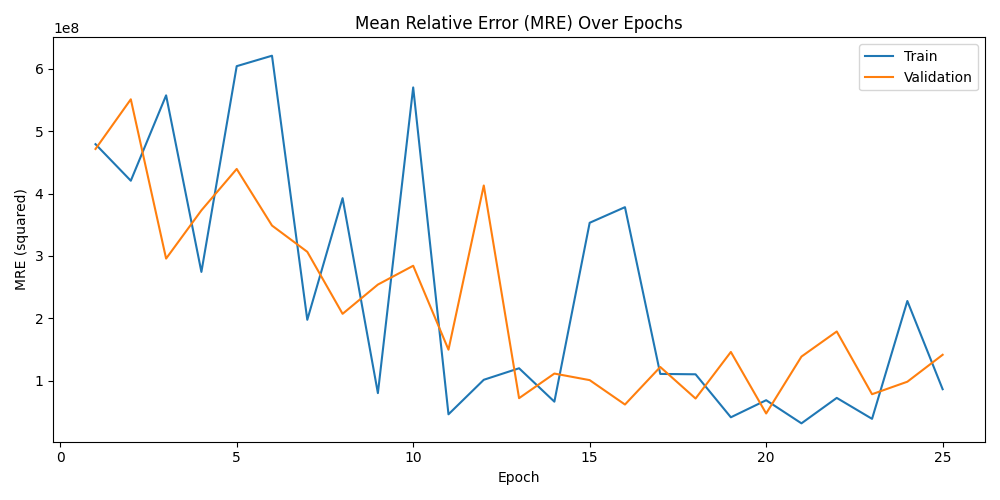 Mean Relative Error (MRE) Over Epochs
1e8
Train
Validation
6
5
4
3
2
1
MRE (squared)
0
5
10
15
20
25
Epoch